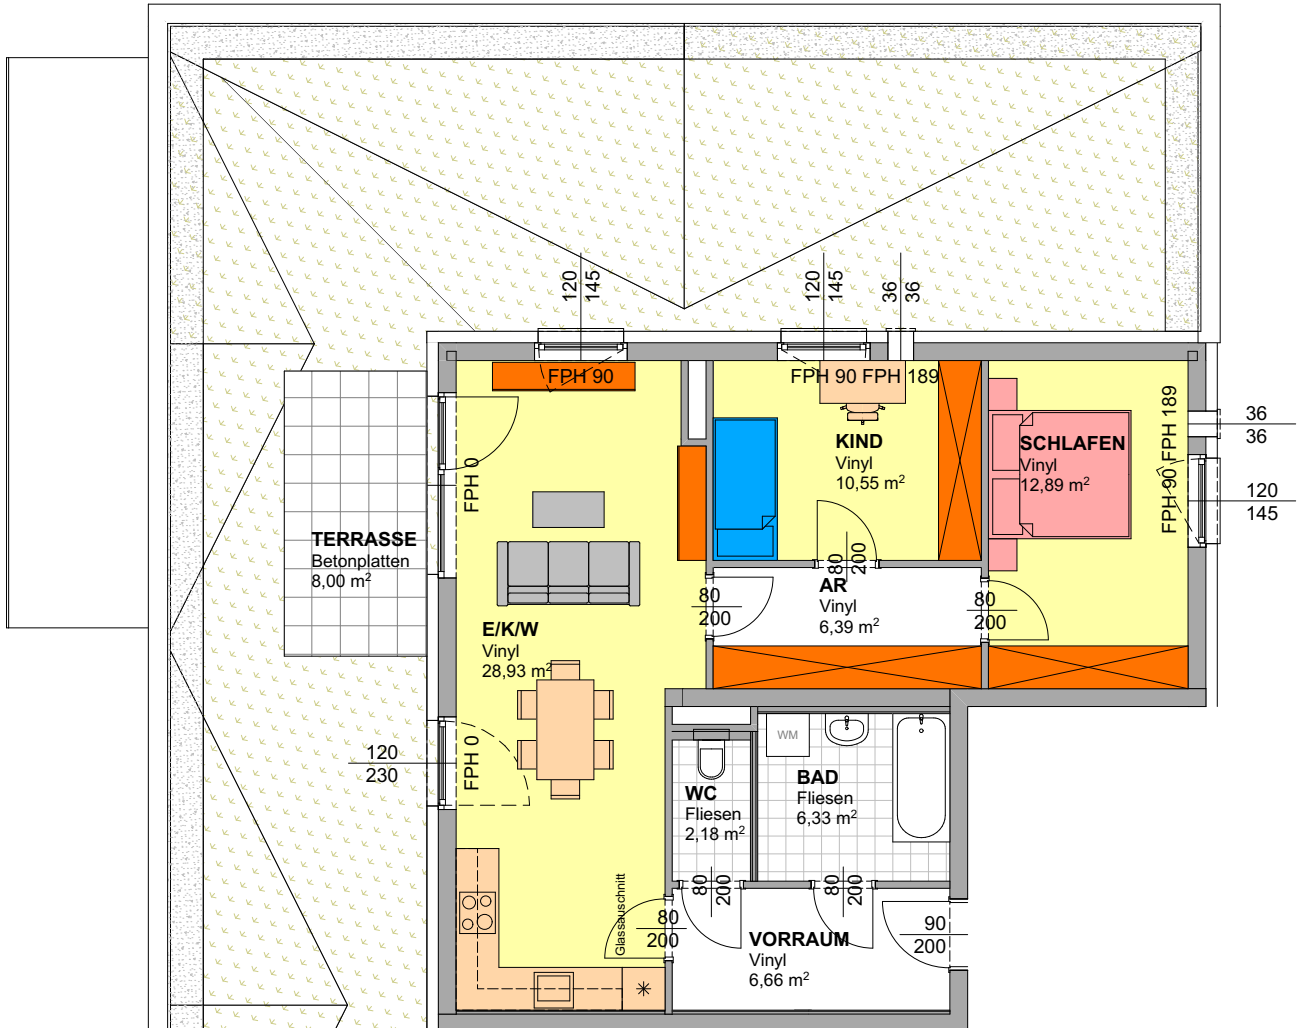 120
145
120
145
36
36
FPH 90
FPH 90 FPH 189
KIND
Vinyl
10,55 m²
SCHLAFEN
Vinyl
12,89 m²
FPH 90 FPH 189
36
36
120
145
FPH 0
TERRASSE
Betonplatten
8,00 m²
80
200
AR
Vinyl
6,39 m²
80
200
80
200
E/K/W
Vinyl
28,93 m²
120
230
FPH 0
WM
WC
Fliesen
2,18 m²
BAD
Fliesen
6,33 m²
80
200
80
200
Glassauschnitt
80
200
VORRAUM
Vinyl
6,66 m²
90
200